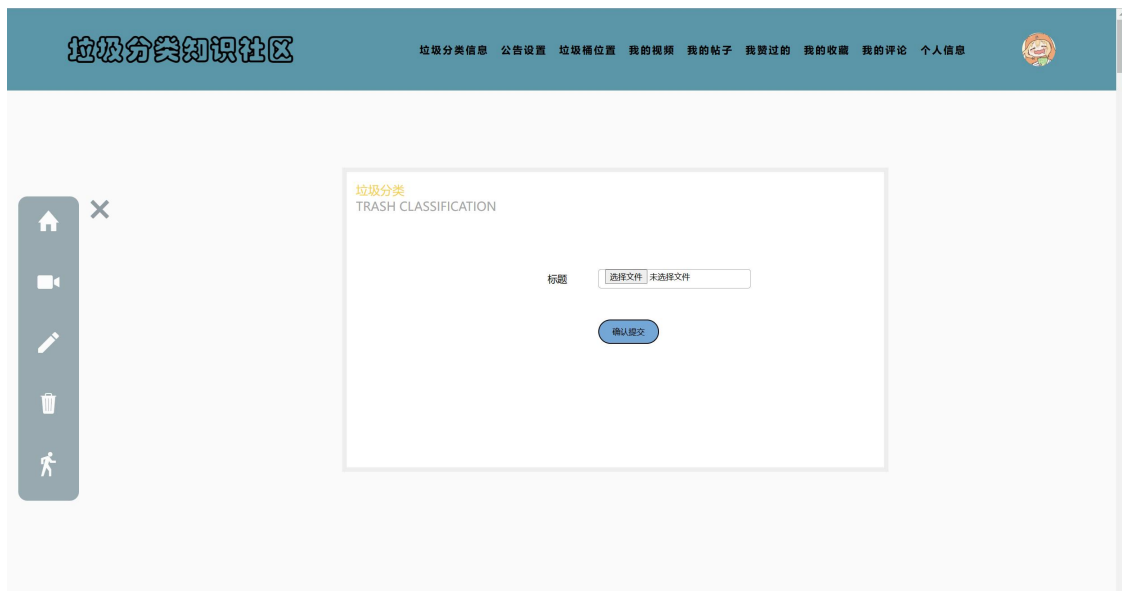 垃圾分类知识社区
垃圾分类信息 公告设置 垃圾桶位置 我的视频 我的帖子 我赞过的 我的收藏 我的评论 个人信息
垃圾分类
TRASH CLASSIFICATION
标题 选择文件 未选择文件
确认提交